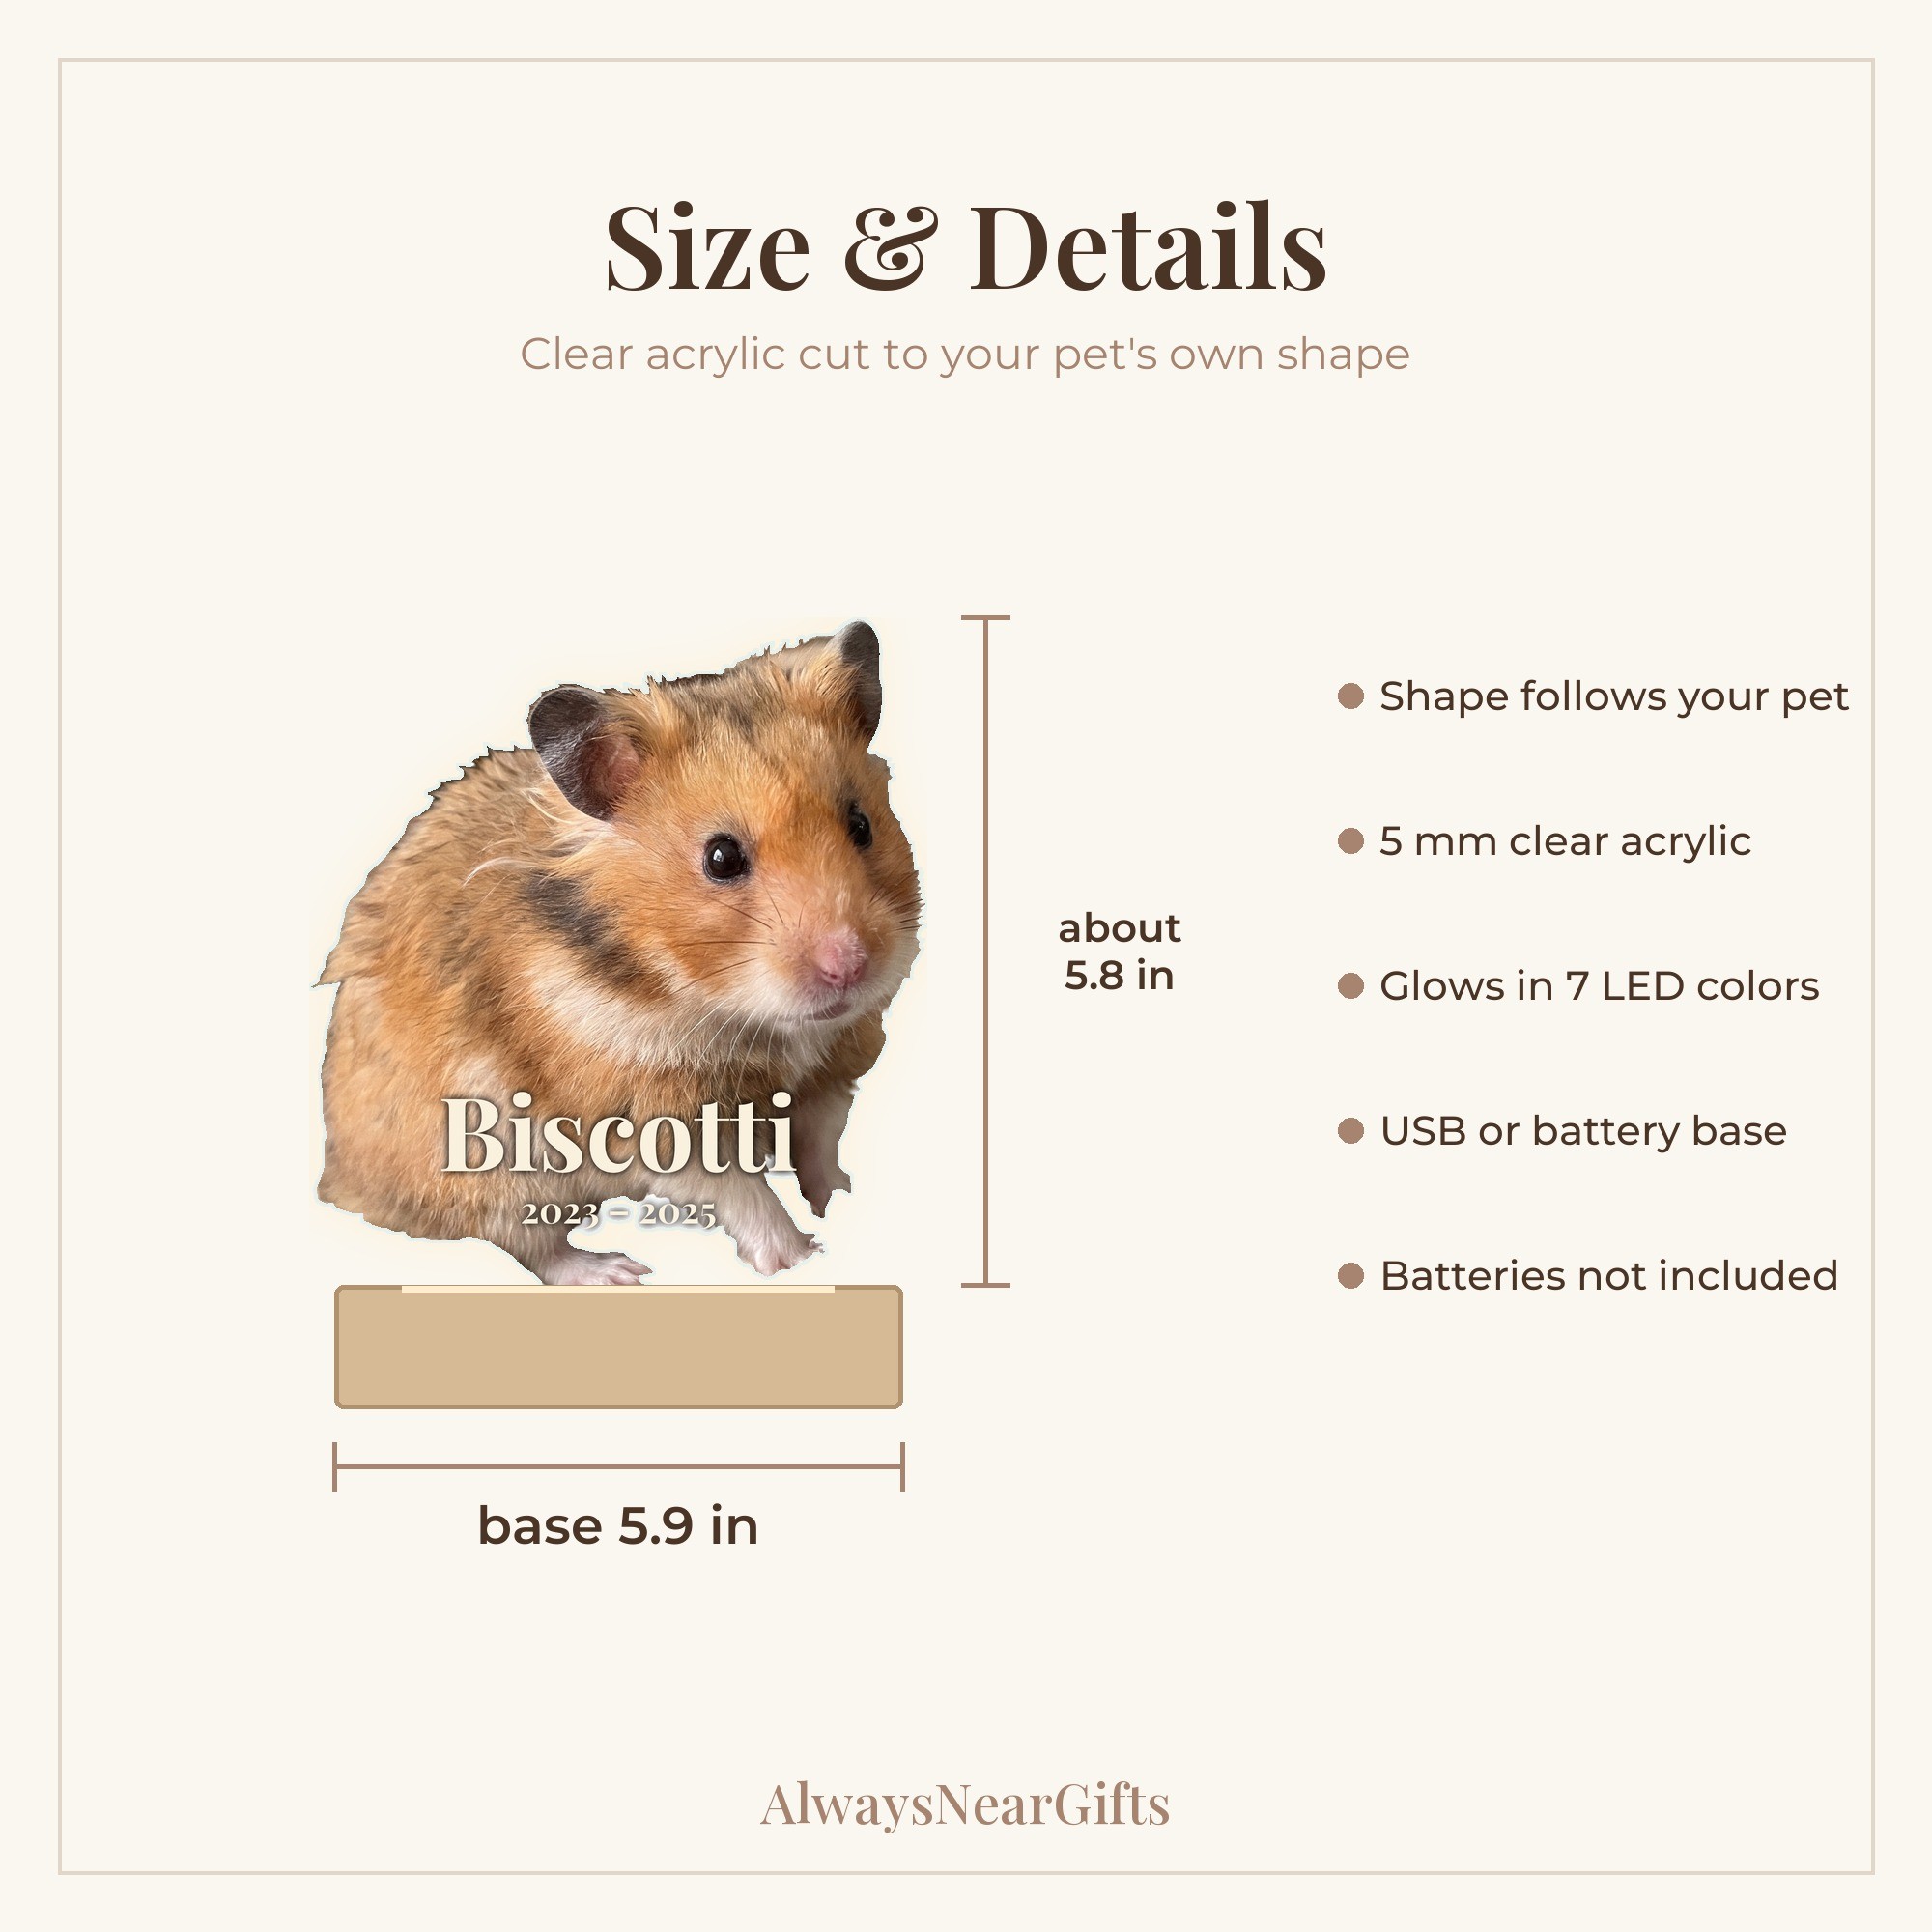 Size & Details
Clear acrylic cut to your pet's own shape
Biscotti
2023 – 2025
about
5.8 in
base 5.9 in
Shape follows your pet
5 mm clear acrylic
Glows in 7 LED colors
USB or battery base
Batteries not included
AlwaysNearGifts